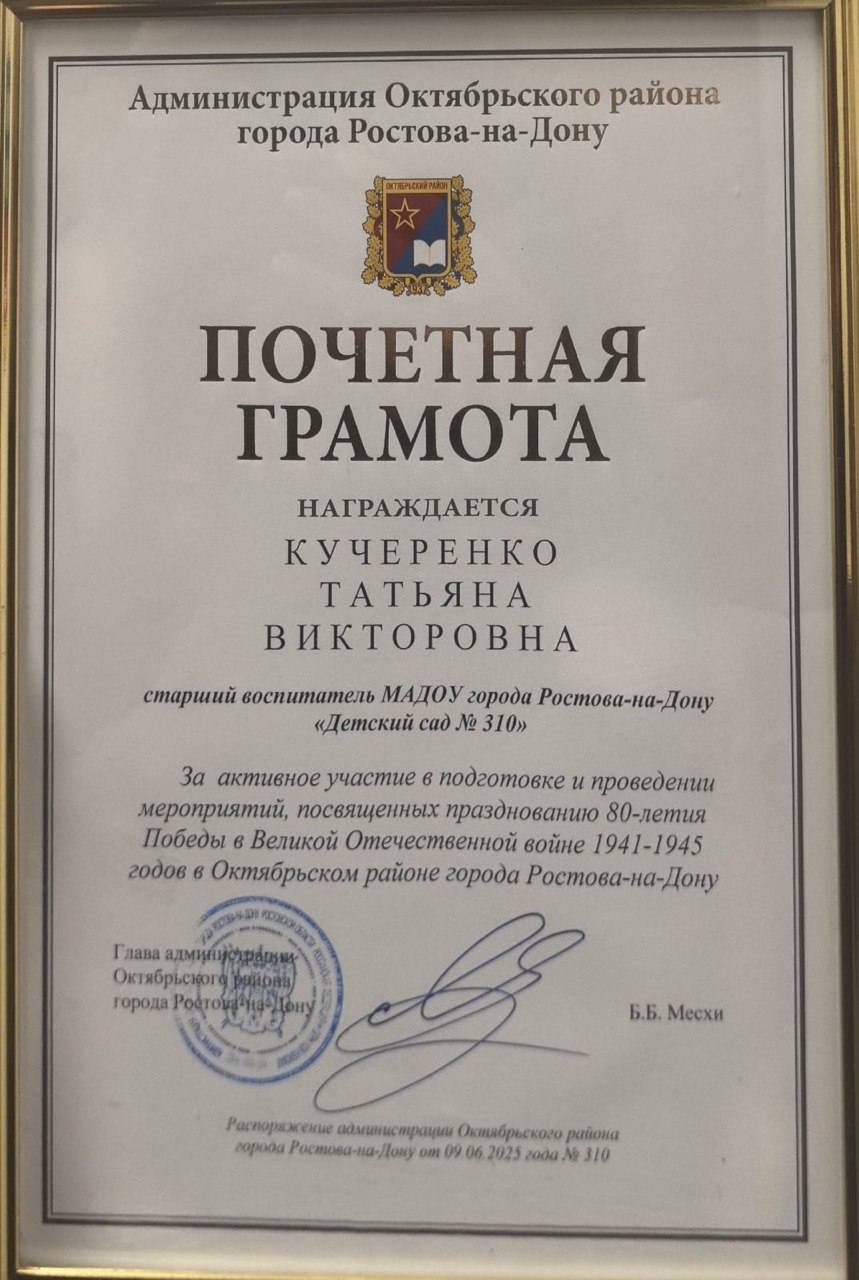 Администрация Октябрьского района
города Ростова-на-Дону
ОКТЯБРЬСКИЙ РАЙОН
1937
ПОЧЕТНАЯ
ГРАМОТА
НАГРАЖДАЕТСЯ
КУЧЕРЕНКО
ТАТЬЯНА
ВИКТОРОВНА
старший воспитатель МАДОУ города Ростова-на-Дону
«Детский сад № 310»
За активное участие в подготовке и проведении
мероприятий, посвященных празднованию 80-летия
Победы в Великой Отечественной войне 1941-1945
годов в Октябрьском районе города Ростова-на-Дону
Глава администрации
Октябрьского района
города Ростова-на-Дону
Б.Б. Месхи
Распоряжение администрации Октябрьского района
города Ростова-на-Дону от 09.06.2025 года № 310